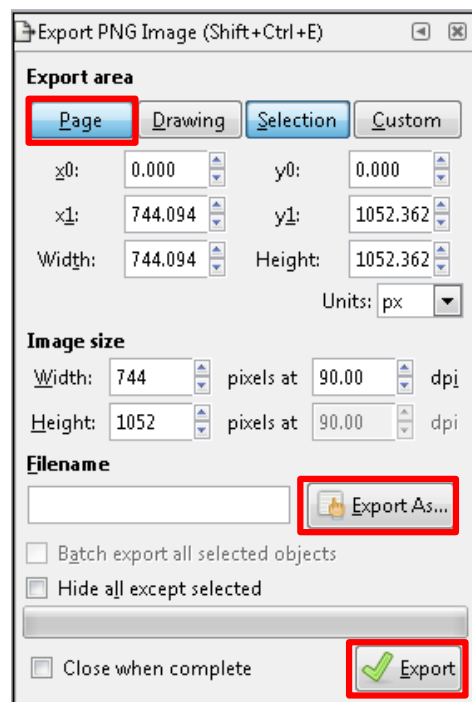 Export PNG Image (Shift+Ctrl+E)
Export area
Page Drawing Selection Custom
x0: 0.000 y0: 0.000
x1: 744.094 y1: 1052.362
Width: 744.094 Height: 1052.362
Units: px
Image size
Width: 744 pixels at 90.00 dpi
Height: 1052 pixels at 90.00 dpi
Filename
Export As...
Batch export all selected objects
Hide all except selected
Close when complete Export